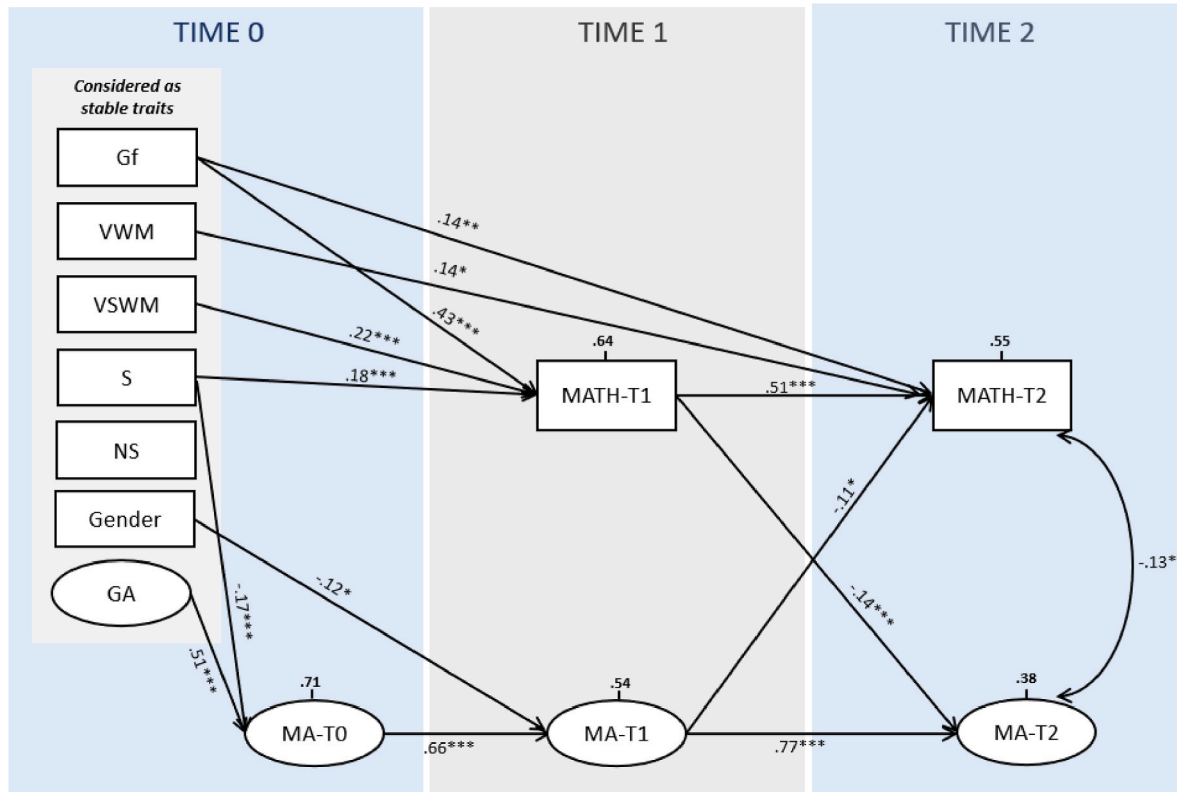 TIME 0
TIME 1
TIME 2
Considered as
stable traits
Gf
VWM
VSWM
S
NS
Gender
GA
.14**
.14*
.43***
.22***
.18***
.64
MATH-T1
.51***
.55
MATH-T2
-.11*
-.12*
-.14***
-.13*
-.17***
.51***
.71
MA-T0
.66***
.54
MA-T1
.77***
.38
MA-T2